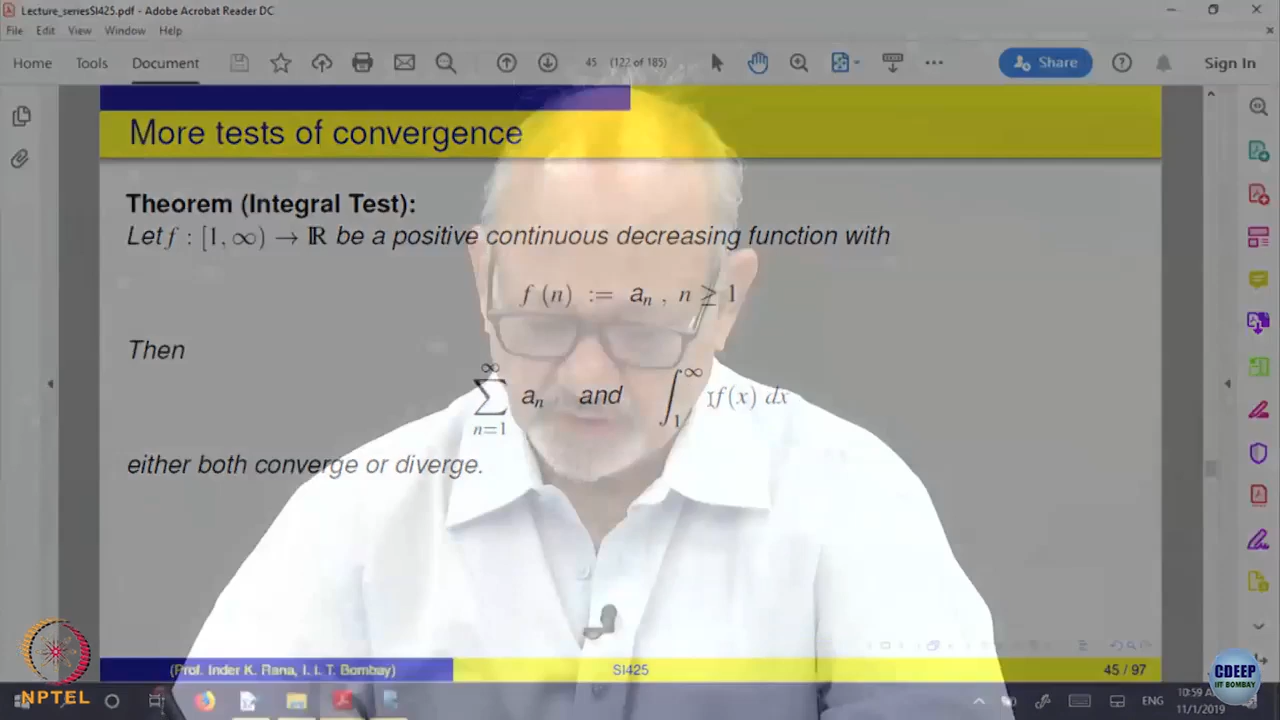 Lecture_seriesSI425.pdf - Adobe Acrobat Reader DC
File Edit View Window Help
Home Tools Document 45 (122 of 185) Share Sign In
More tests of convergence
Theorem (Integral Test):
Let f : [1, ∞) → ℝ be a positive continuous decreasing function with
f (n) := aₙ , n ≥ 1
Then
∑_{n=1}^{∞} aₙ and ∫_1^∞ f(x) dx
either both converge or diverge.
(Prof. Inder K. Rana, I. I. T. Bombay) SI425 45 / 97
NPTEL
CDEEP
IIT BOMBAY
ENG
10:59
11/1/2019